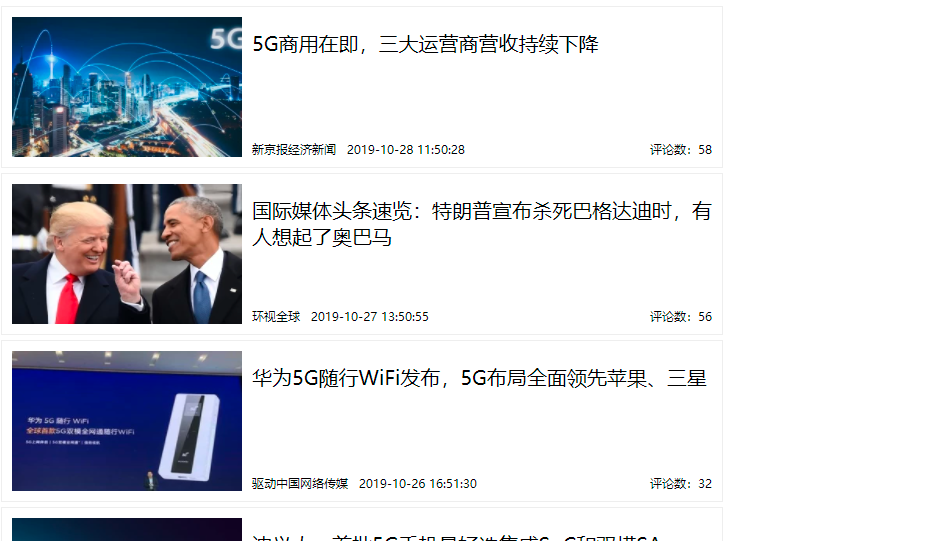 5G
5G商用在即，三大运营商营收持续下降
新京报经济新闻 2019-10-28 11:50:28 评论数：58
国际媒体头条速览：特朗普宣布杀死巴格达迪时，有
人想起了奥巴马
环视全球 2019-10-27 13:50:55 评论数：56
华为5G随行WiFi发布，5G布局全面领先苹果、三星
华为 5G 随行 WiFi
全球首款5G双模全网通随行WiFi
驱动中国网络传媒 2019-10-26 16:51:30 评论数：32